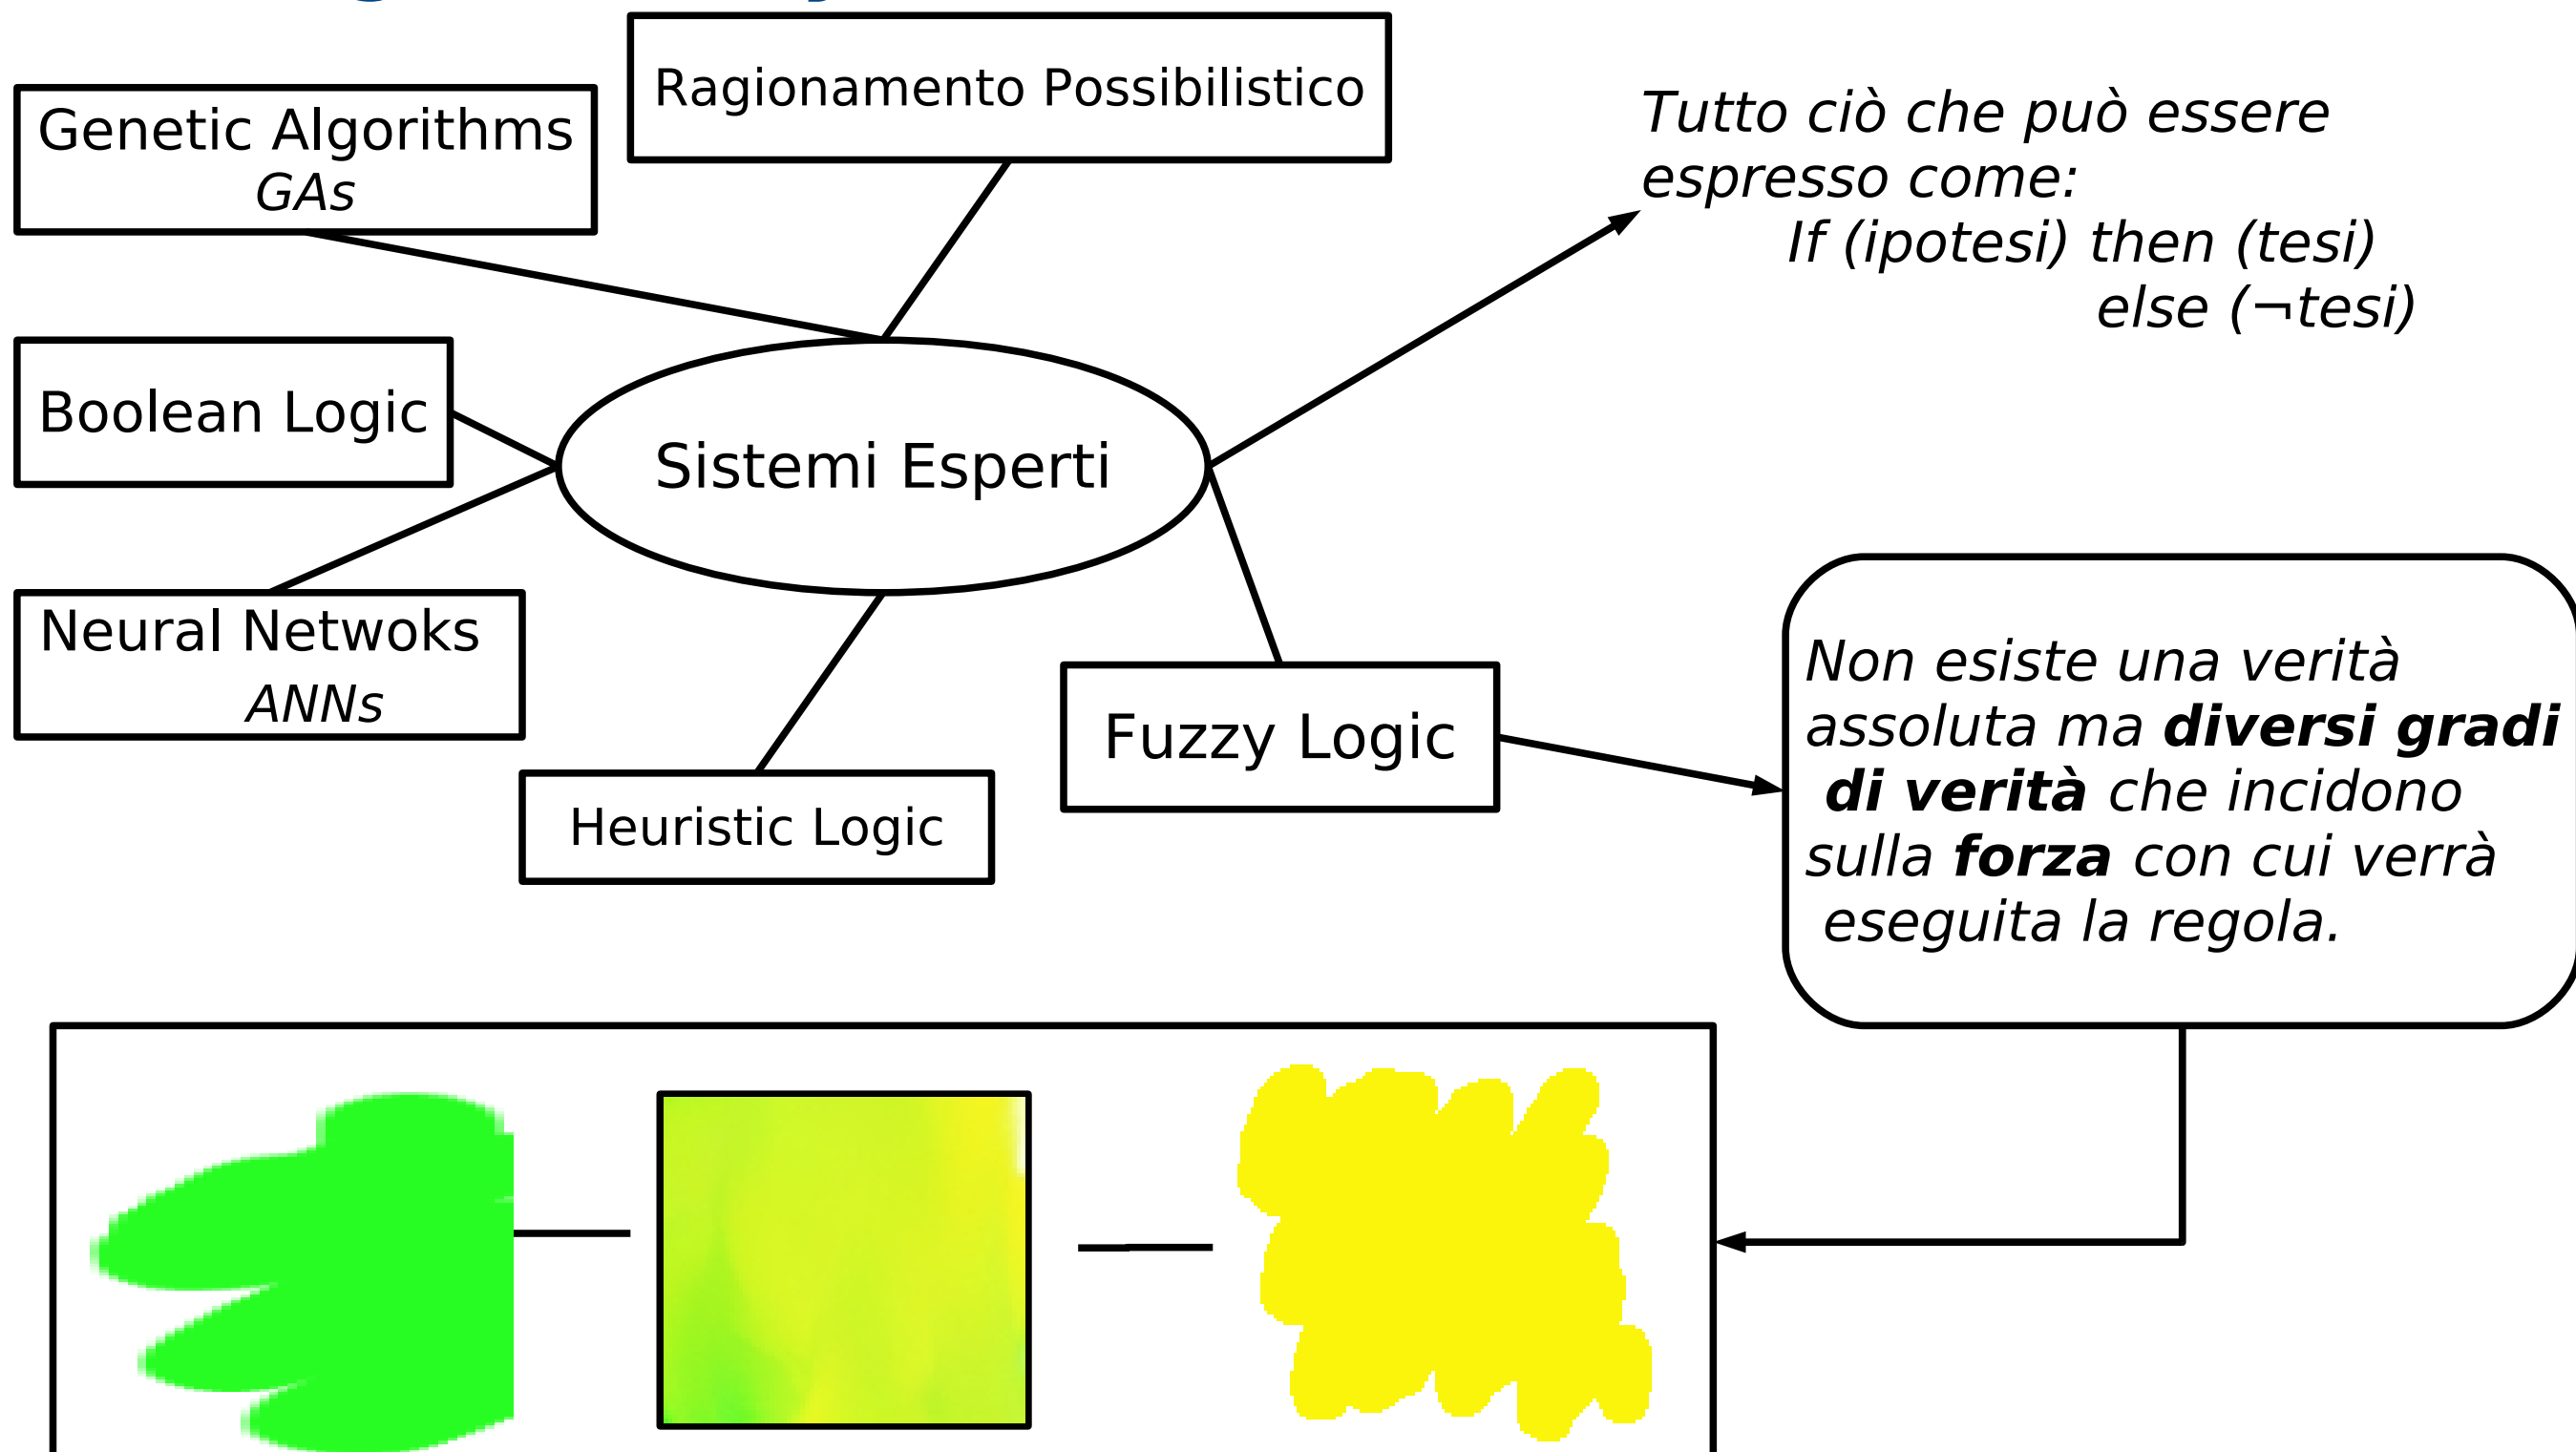 Ragionamento Possibilistico
Genetic Algorithms
GAs
Tutto ciò che può essere
espresso come:
If (ipotesi) then (tesi)
else (¬tesi)
Boolean Logic
Sistemi Esperti
Neural Netwoks
ANNs
Fuzzy Logic
Heuristic Logic
Non esiste una verità
assoluta ma diversi gradi
di verità che incidono
sulla forza con cui verrà
eseguita la regola.